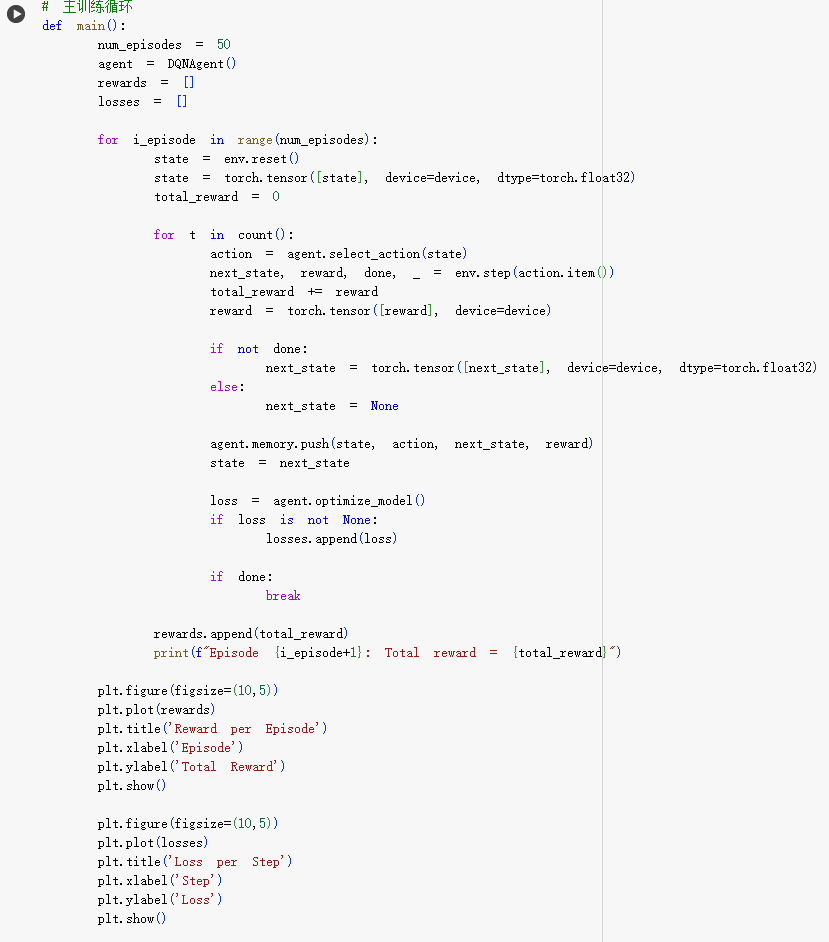 # 主训练循环
def main():
num_episodes = 50
agent = DQNAgent()
rewards = []
losses = []
for i_episode in range(num_episodes):
state = env.reset()
state = torch.tensor([state], device=device, dtype=torch.float32)
total_reward = 0
for t in count():
action = agent.select_action(state)
next_state, reward, done, _ = env.step(action.item())
total_reward += reward
reward = torch.tensor([reward], device=device)
if not done:
next_state = torch.tensor([next_state], device=device, dtype=torch.float32)
else:
next_state = None
agent.memory.push(state, action, next_state, reward)
state = next_state
loss = agent.optimize_model()
if loss is not None:
losses.append(loss)
if done:
break
rewards.append(total_reward)
print(f"Episode {i_episode+1}: Total reward = {total_reward}")
plt.figure(figsize=(10,5))
plt.plot(rewards)
plt.title('Reward per Episode')
plt.xlabel('Episode')
plt.ylabel('Total Reward')
plt.show()
plt.figure(figsize=(10,5))
plt.plot(losses)
plt.title('Loss per Step')
plt.xlabel('Step')
plt.ylabel('Loss')
plt.show()